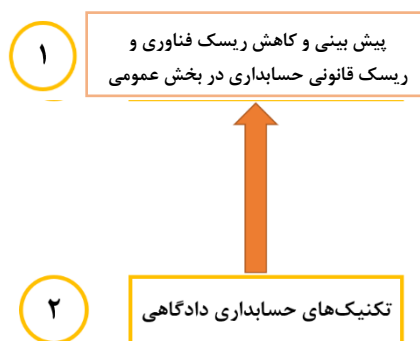 ۱
پیش بینی و کاهش ریسک فناوری و
ریسک قانونی حسابداری در بخش عمومی
۲
تکنیک‌های حسابداری دادگاهی